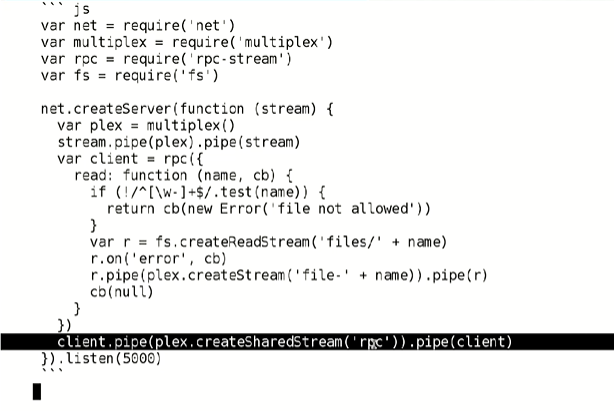 ``` js
var net = require('net')
var multiplex = require('multiplex')
var rpc = require('rpc-stream')
var fs = require('fs')
net.createServer(function (stream) {
  var plex = multiplex()
  stream.pipe(plex).pipe(stream)
  var client = rpc({
    read: function (name, cb) {
      if (!/^[\w-]+$/.test(name)) {
        return cb(new Error('file not allowed'))
      }
      var r = fs.createReadStream('files/' + name)
      r.on('error', cb)
      r.pipe(plex.createStream('file-' + name)).pipe(r)
      cb(null)
    }
  })
  client.pipe(plex.createSharedStream('rpc')).pipe(client)
}).listen(5000)
```